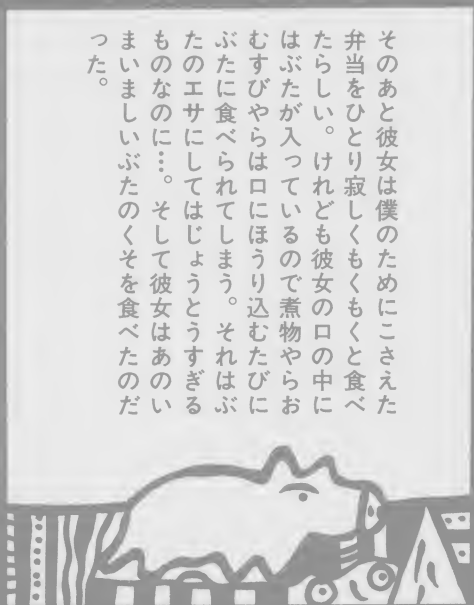 そのあと彼女は僕のためにこさえた
弁当をひとり寂しくもくもくと食べ
たらしい。けれども彼女の口の中に
はぶたが入っているので煮物やらお
むすびやらは口にほうり込むたびに
ぶたに食べられてしまう。それはぶ
たのエサにしてはじょうとうすぎる
ものなのに…。そして彼女はあのい
まいましいぶたのくそを食べたのだ
った。